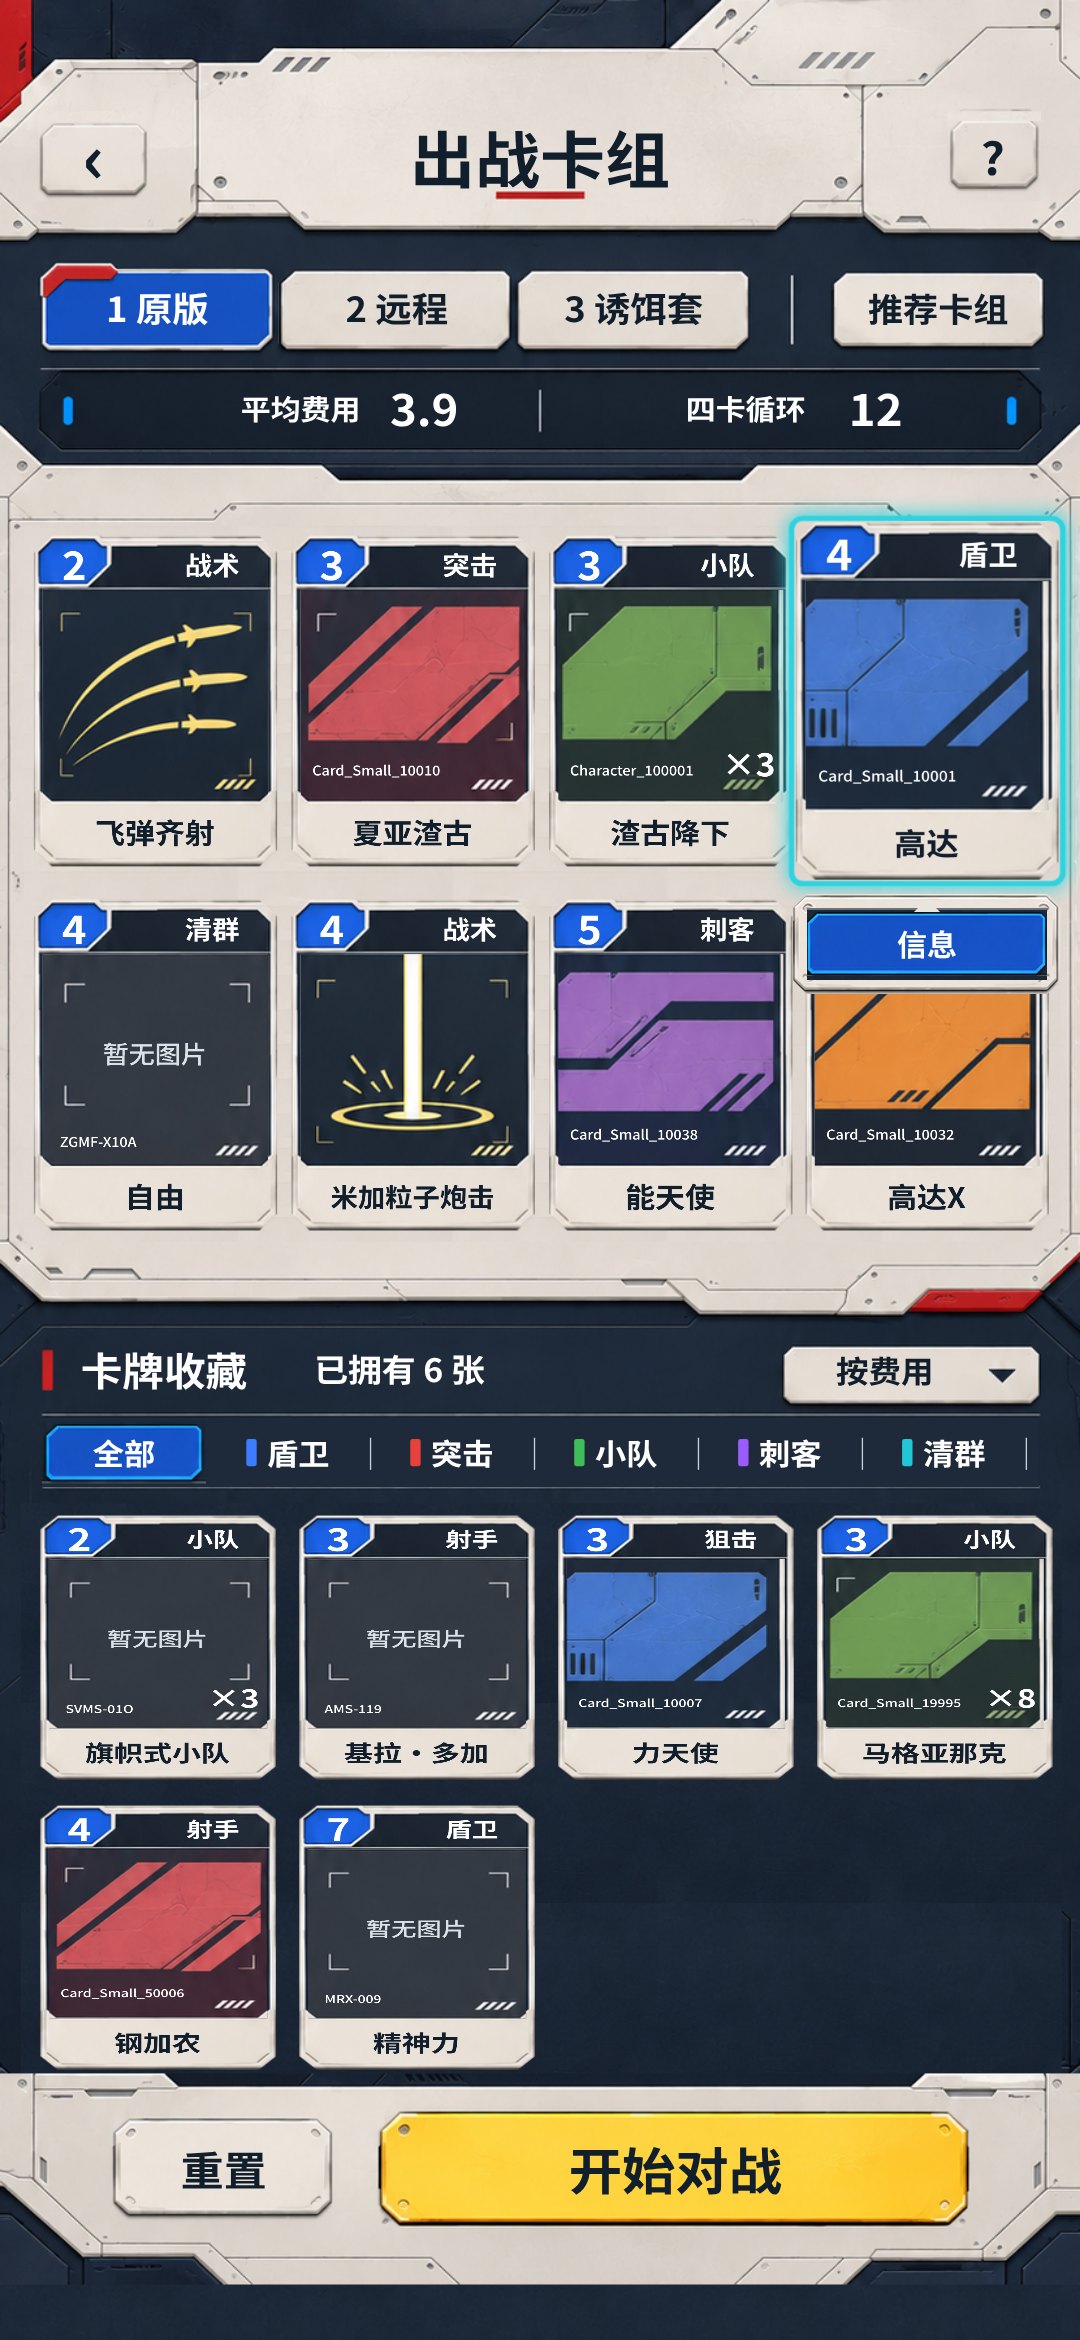 出战卡组
?
1 原版
2 远程
3 诱饵套
推荐卡组
平均费用 3.9
四卡循环 12
2 战术
飞弹齐射
3 突击
Card_Small_10010
夏亚渣古
3 小队
Character_100001
×3
渣古降下
4 盾卫
Card_Small_10001
高达
4 清群
暂无图片
ZGMF-X10A
自由
4 战术
米加粒子炮击
5 刺客
Card_Small_10038
能天使
信息
Card_Small_10032
高达X
卡牌收藏
已拥有 6 张
按费用
全部
盾卫
突击
小队
刺客
清群
2 小队
暂无图片
SVMS-01O
×3
旗帜式小队
3 射手
暂无图片
AMS-119
基拉·多加
3 狙击
Card_Small_10007
力天使
3 小队
Card_Small_19995
×8
马格亚那克
4 射手
Card_Small_50006
钢加农
7 盾卫
暂无图片
MRX-009
精神力
重置
开始对战